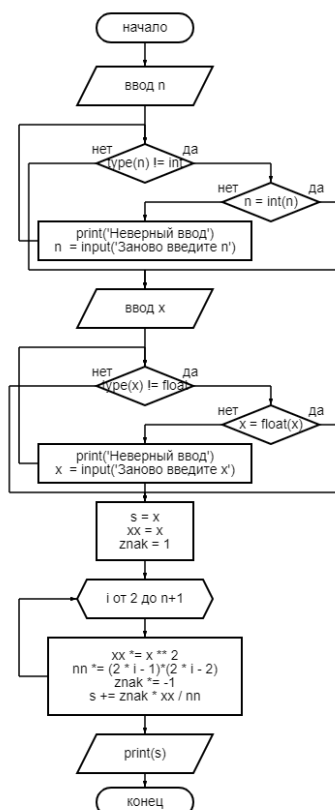 начало
ввод n
нет
да
type(n) != int
нет
n = int(n)
print('Неверный ввод')
n = input('Заново введите n')
ввод x
нет
да
type(x) != float
нет
x = float(x)
print('Неверный ввод')
x = input('Заново введите x')
s = x
xx = x
znak = 1
i от 2 до n+1
xx *= x ** 2
nn *= (2 * i - 1)*(2 * i - 2)
znak *= -1
s += znak * xx / nn
print(s)
конец